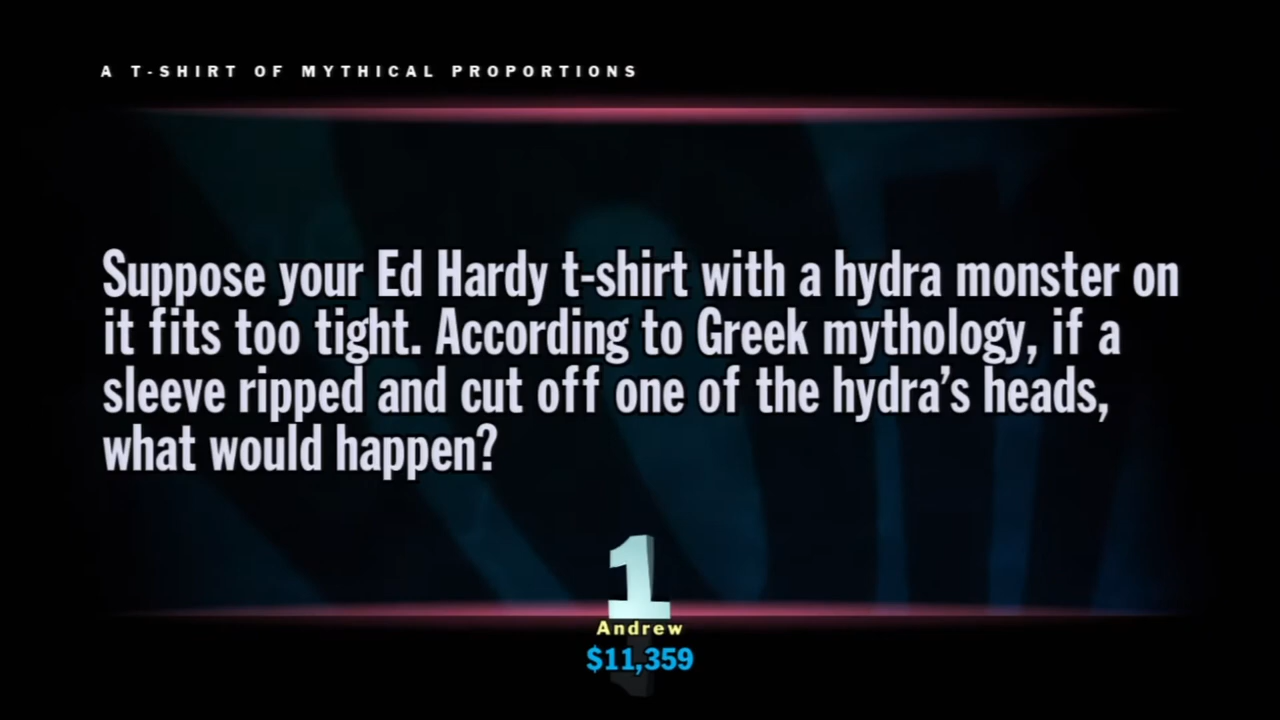 A T-SHIRT OF MYTHICAL PROPORTIONS
Suppose your Ed Hardy t-shirt with a hydra monster on
it fits too tight. According to Greek mythology, if a
sleeve ripped and cut off one of the hydra's heads,
what would happen?
1
Andrew
$11,359